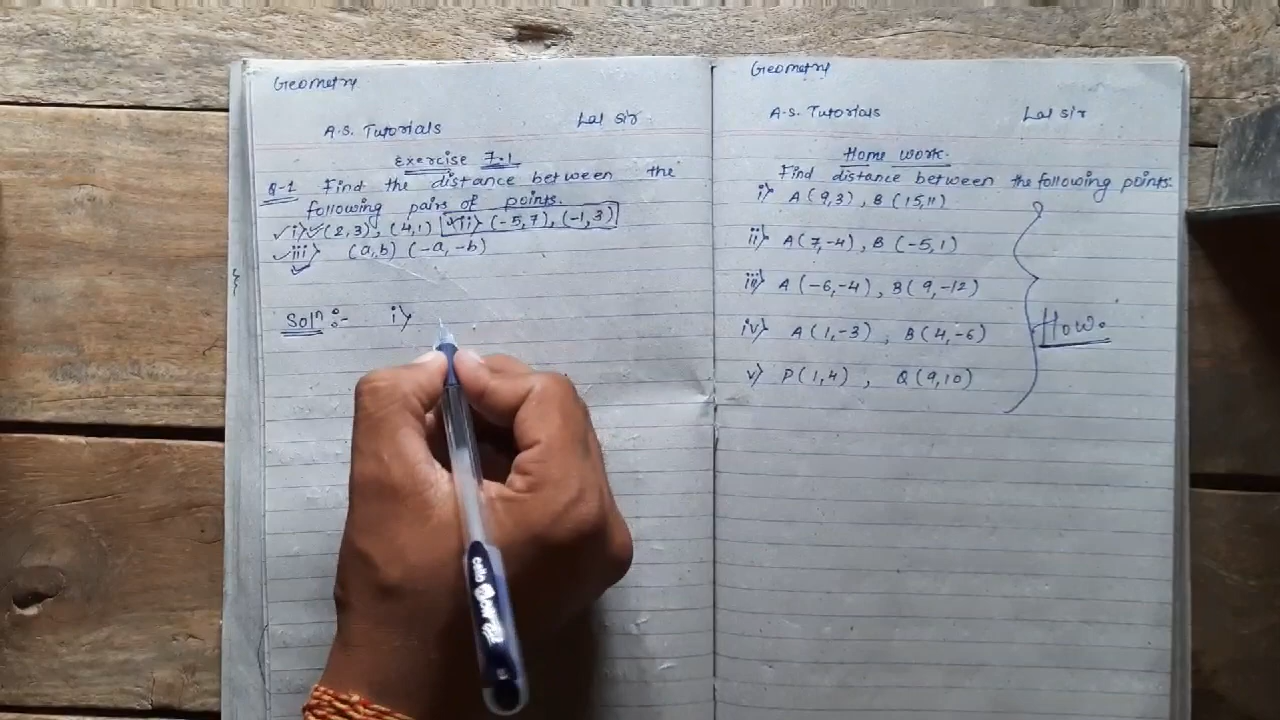 Geometry
A.S. Tutorials Lal Sir
Exercise 7.1
Q-1 Find the distance between the
following pairs of points.
i) (2,3), (4,1) ii) (-5,7), (-1,3)
iii) (a,b) (-a,-b)
Solⁿ:- i)
cello
Geometry
A.S. Tutorials Lal Sir
Home work.
Find distance between the following points.
i) A(9,3), B(15,11)
ii) A(7,-4), B(-5,1)
iii) A(-6,-4), B(9,-12)
iv) A(1,-3), B(4,-6)
v) P(1,4), Q(9,10)
H.ow.